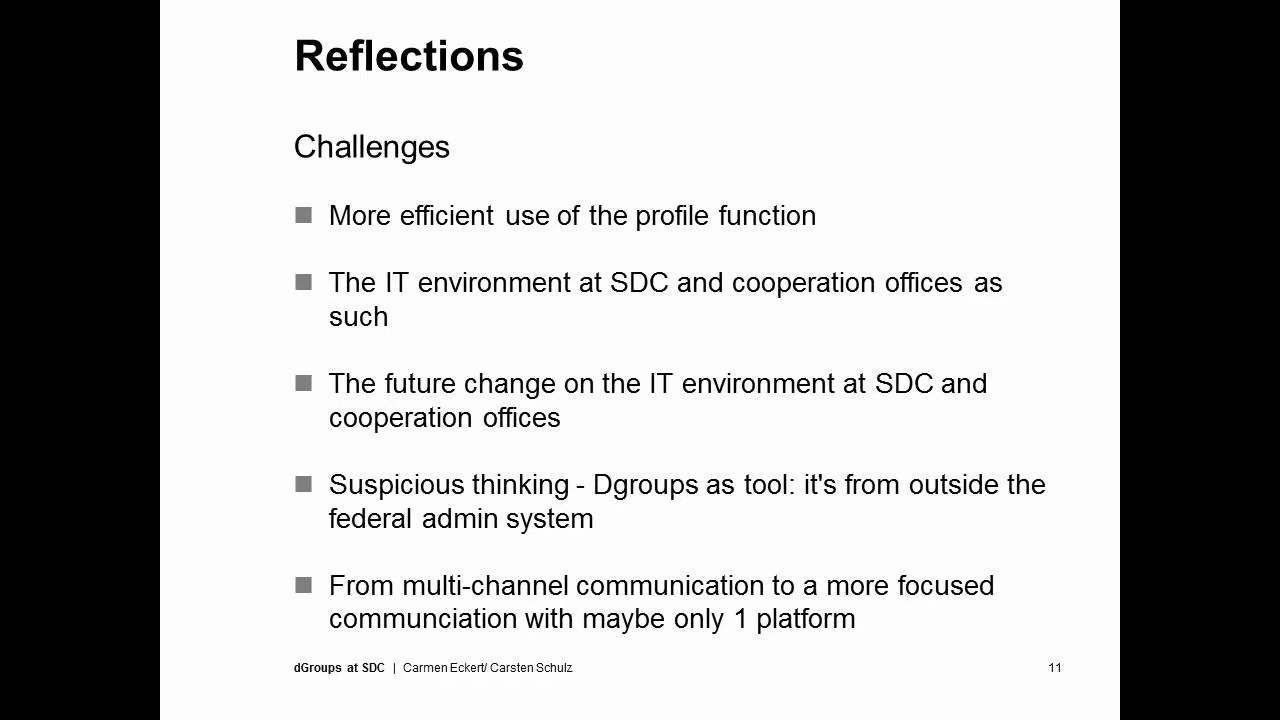 Reflections
Challenges
More efficient use of the profile function
The IT environment at SDC and cooperation offices as
such
The future change on the IT environment at SDC and
cooperation offices
Suspicious thinking - Dgroups as tool: it's from outside the
federal admin system
From multi-channel communication to a more focused
communciation with maybe only 1 platform
dGroups at SDC | Carmen Eckert/ Carsten Schulz 11